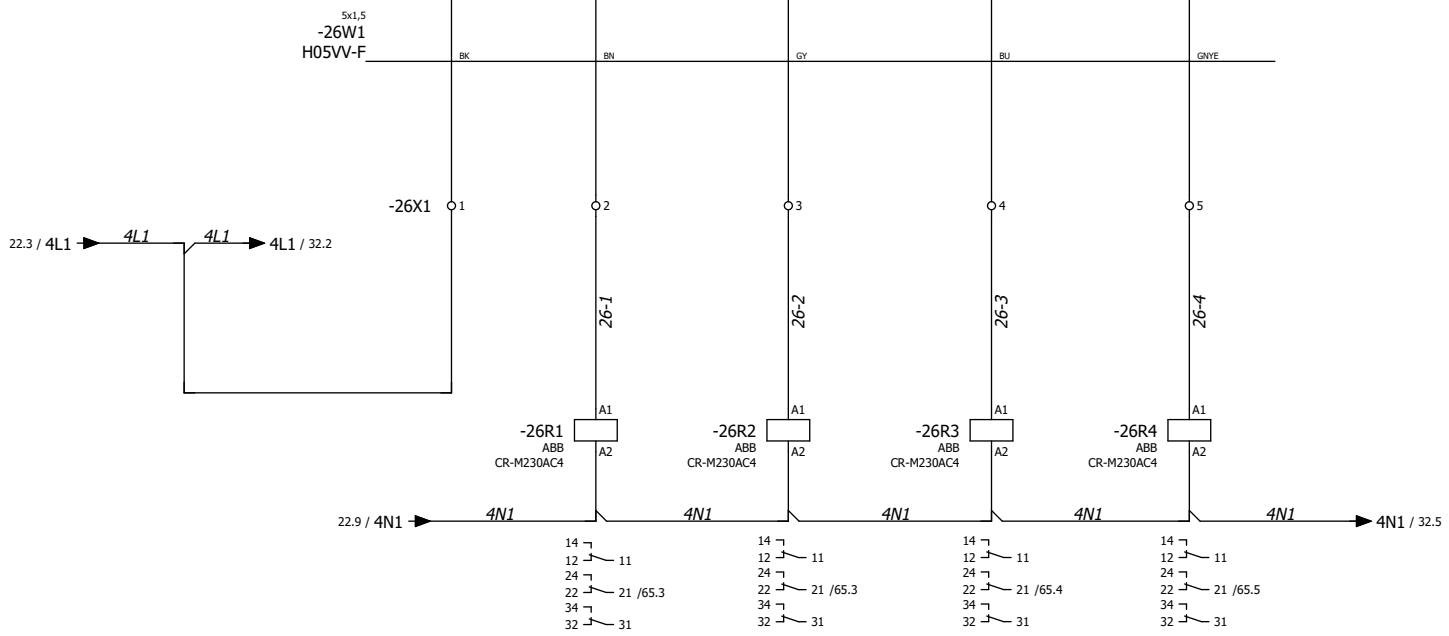 5x1,5
-26W1
H05VV-F
BK BN GY BU GNYE
-26X1 1 2 3 4 5
22.3 / 4L1 4L1 4L1 4L1 / 32.2
26-1 26-2 26-3 26-4
A1 A1 A1 A1
-26R1 -26R2 -26R3 -26R4
ABB ABB ABB ABB
A2 A2 A2 A2
CR-M230AC4 CR-M230AC4 CR-M230AC4 CR-M230AC4
22.9 / 4N1 4N1 4N1 4N1 4N1 4N1 4N1 / 32.5
14 14 14 14
12 11 12 11 12 11 12 11
24 24 24 24
22 21 /65.3 22 21 /65.3 22 21 /65.4 22 21 /65.5
34 34 34 34
32 31 32 31 32 31 32 31